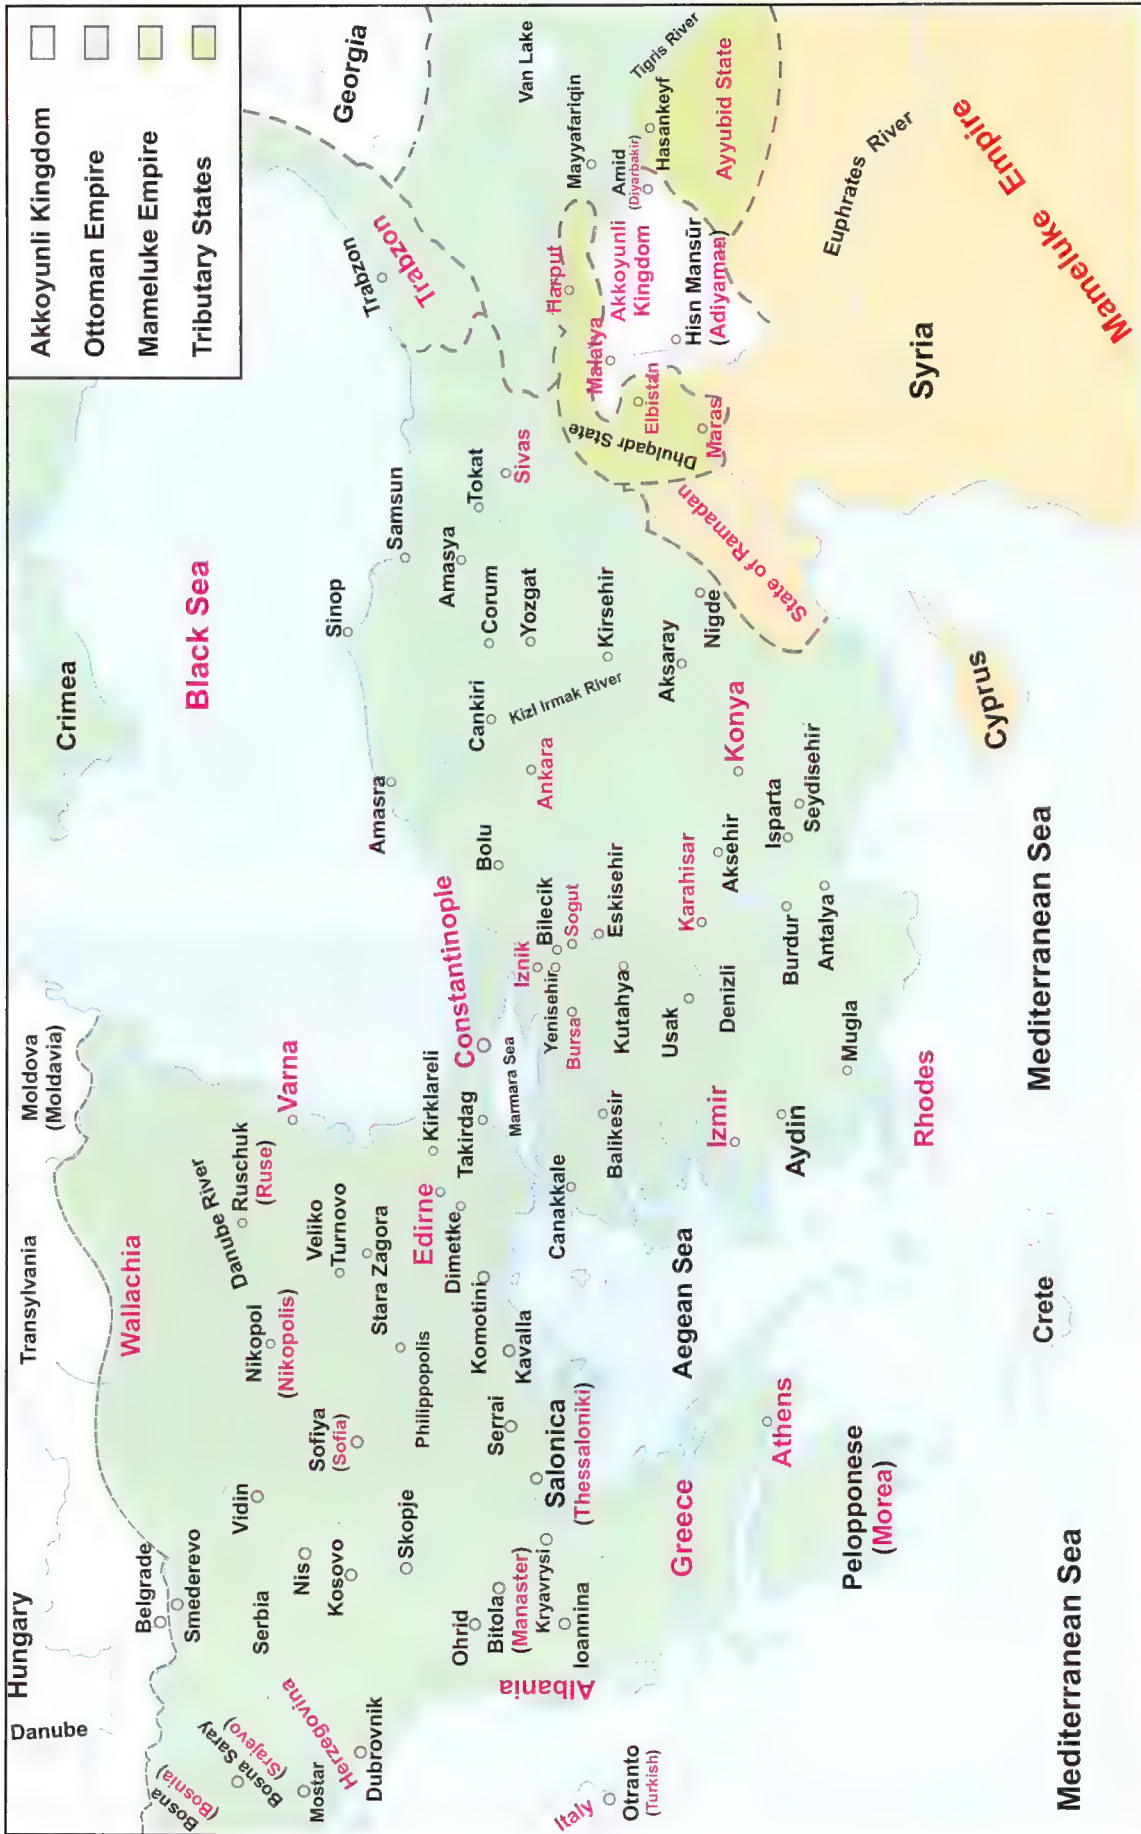 Hungary
Danube
Transylvania
Moldova
(Moldavia)
Crimea
Georgia
Akkoyunli Kingdom
Ottoman Empire
Mameluke Empire
Tributary States
Bosna
(Bosnia)
Bosna Saray
(Srajevo)
Mostar
Herzegovina
Dubrovnik
Belgrade
Smederevo
Serbia
Vidin
Nis
Kosovo
Skopje
Wallachia
Danube River
Nikopol
(Nikopolis)
Ruschuk
(Ruse)
Varna
Sofiya
(Sofia)
Veliko
Turnovo
Stara Zagora
Philippopolis
Edirne
Dimetke
Kirklareli
Takirdag
Komotini
Kavalla
Serrai
Salonica
(Thessaloniki)
Ohrid
Bitola
(Manaster)
Kryavrysi
Ioannina
Albania
Italy
Otranto
(Turkish)
Greece
Athens
Peloponnese
(Morea)
Aegean Sea
Crete
Mediterranean Sea
Black Sea
Constantinople
Marmara Sea
Canakkale
Balikesir
Izmir
Aydin
Mugla
Rhodes
Iznik
Yenisehir
Bilecik
Sogut
Bursa
Eskisehir
Kutahya
Usak
Denizli
Karahisar
Aksehir
Burdur
Isparta
Antalya
Seydisehir
Konya
Bolu
Amasra
Ankara
Cankiri
Kizl Irmak River
Sinop
Samsun
Amasya
Corum
Tokat
Yozgat
Sivas
Kirsehir
Aksaray
Nigde
State of Ramadan
Cyprus
Mediterranean Sea
Trabzon
Trabzon
Van Lake
Tigris River
Mayyafariqin
Amid
(Diyarbakir)
Hasankeyf
Ayyubid State
Harput
Malatya
Akkoyunli
Kingdom
Hisn Mansūr
(Adiyaman)
Elbistan
Dhulqadr State
Maras
Syria
Euphrates River
Mameluke Empire